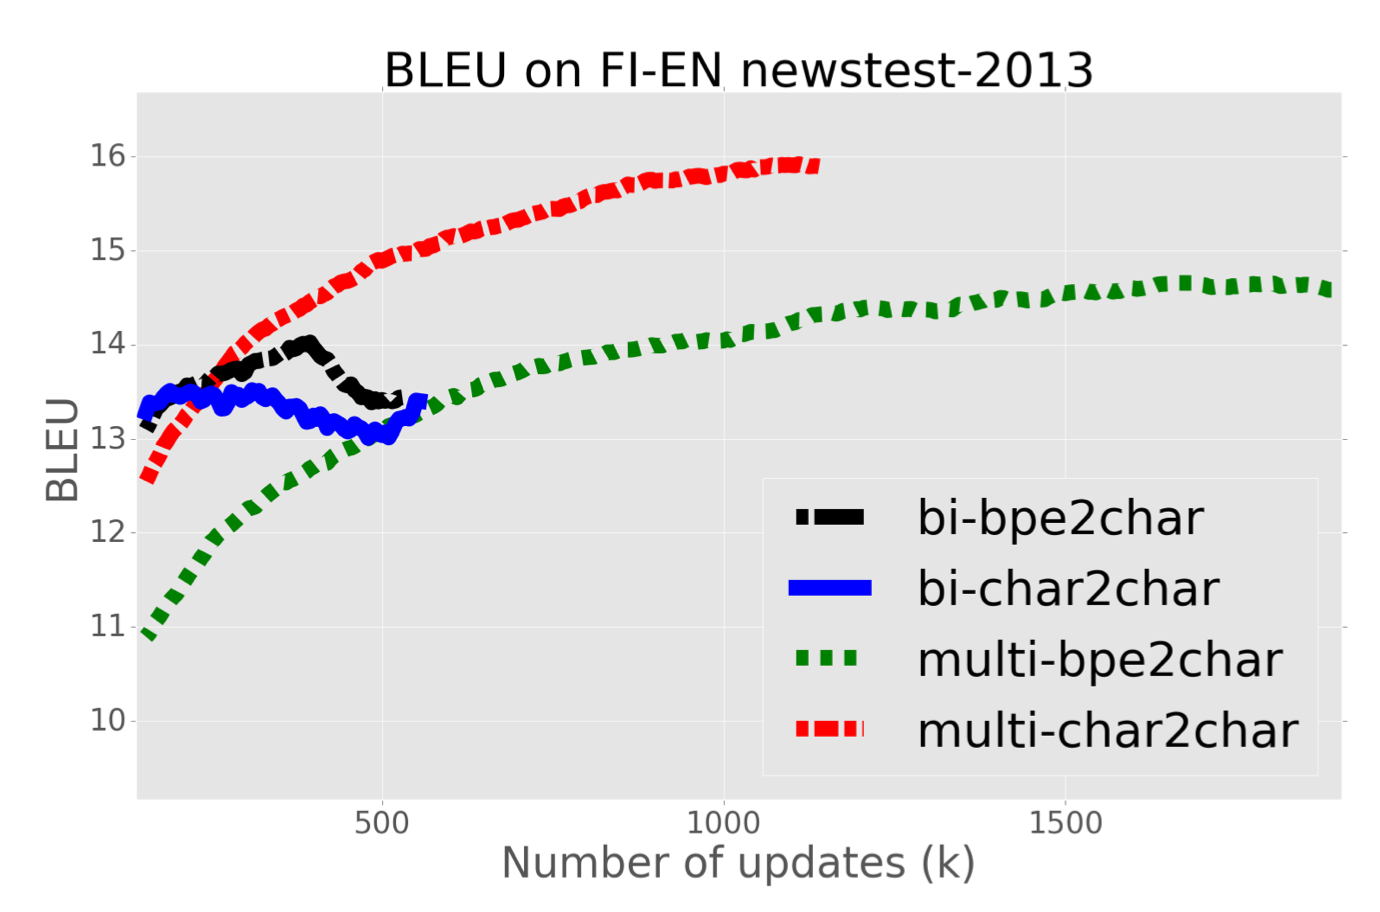 BLEU on FI-EN newstest-2013
16
15
14
13
12
11
10
BLEU
bi-bpe2char
bi-char2char
multi-bpe2char
multi-char2char
500 1000 1500
Number of updates (k)